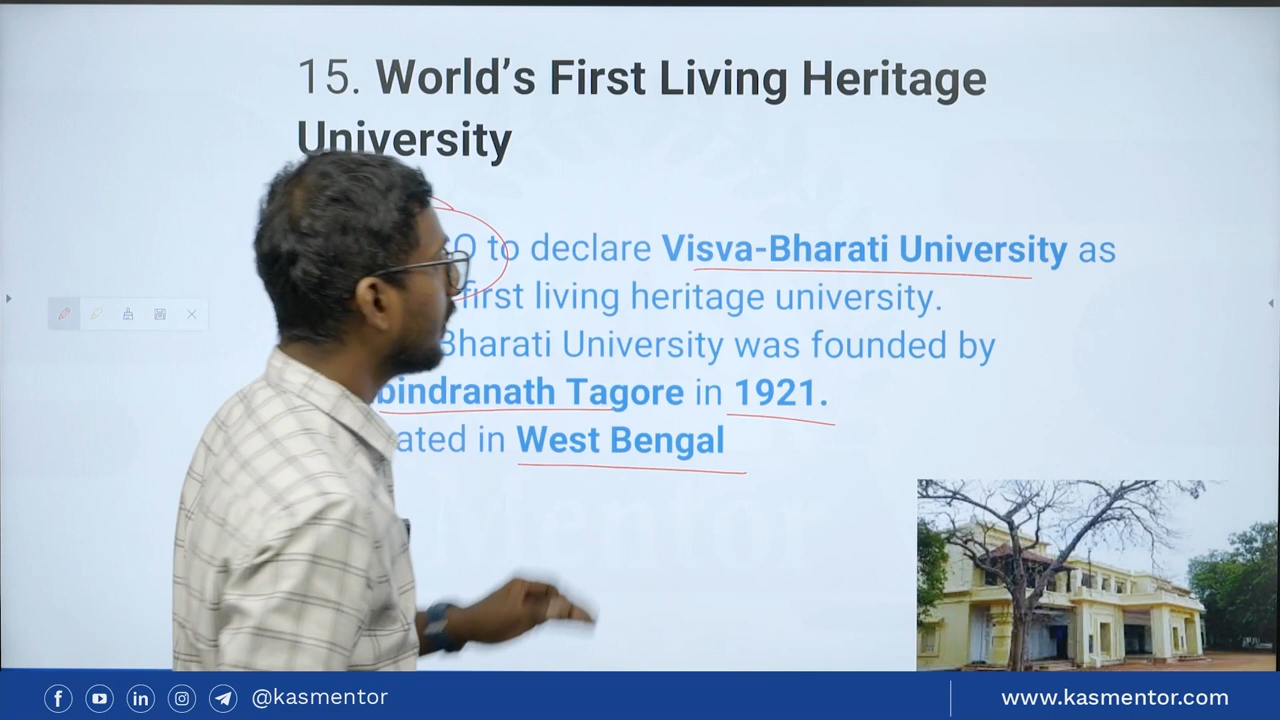 15. World's First Living Heritage
University
to declare Visva-Bharati University as
first living heritage university.
Bharati University was founded by
bindranath Tagore in 1921.
ated in West Bengal
Mentor
@kasmentor
www.kasmentor.com